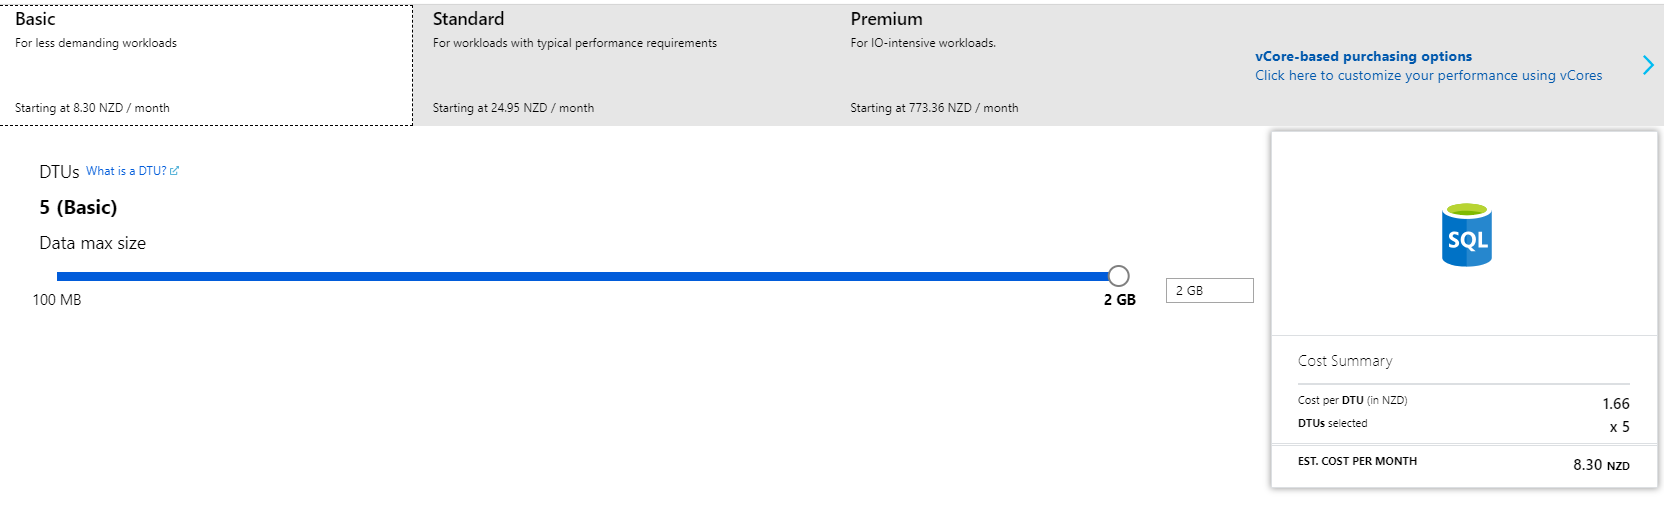 Basic
For less demanding workloads
Starting at 8.30 NZD / month
Standard
For workloads with typical performance requirements
Starting at 24.95 NZD / month
Premium
For IO-intensive workloads.
Starting at 773.36 NZD / month
vCore-based purchasing options
Click here to customize your performance using vCores
DTUs What is a DTU?
5 (Basic)
Data max size
100 MB
2 GB
2 GB
SQL
Cost Summary
Cost per DTU (in NZD) 1.66
DTUs selected x 5
EST. COST PER MONTH 8.30 NZD